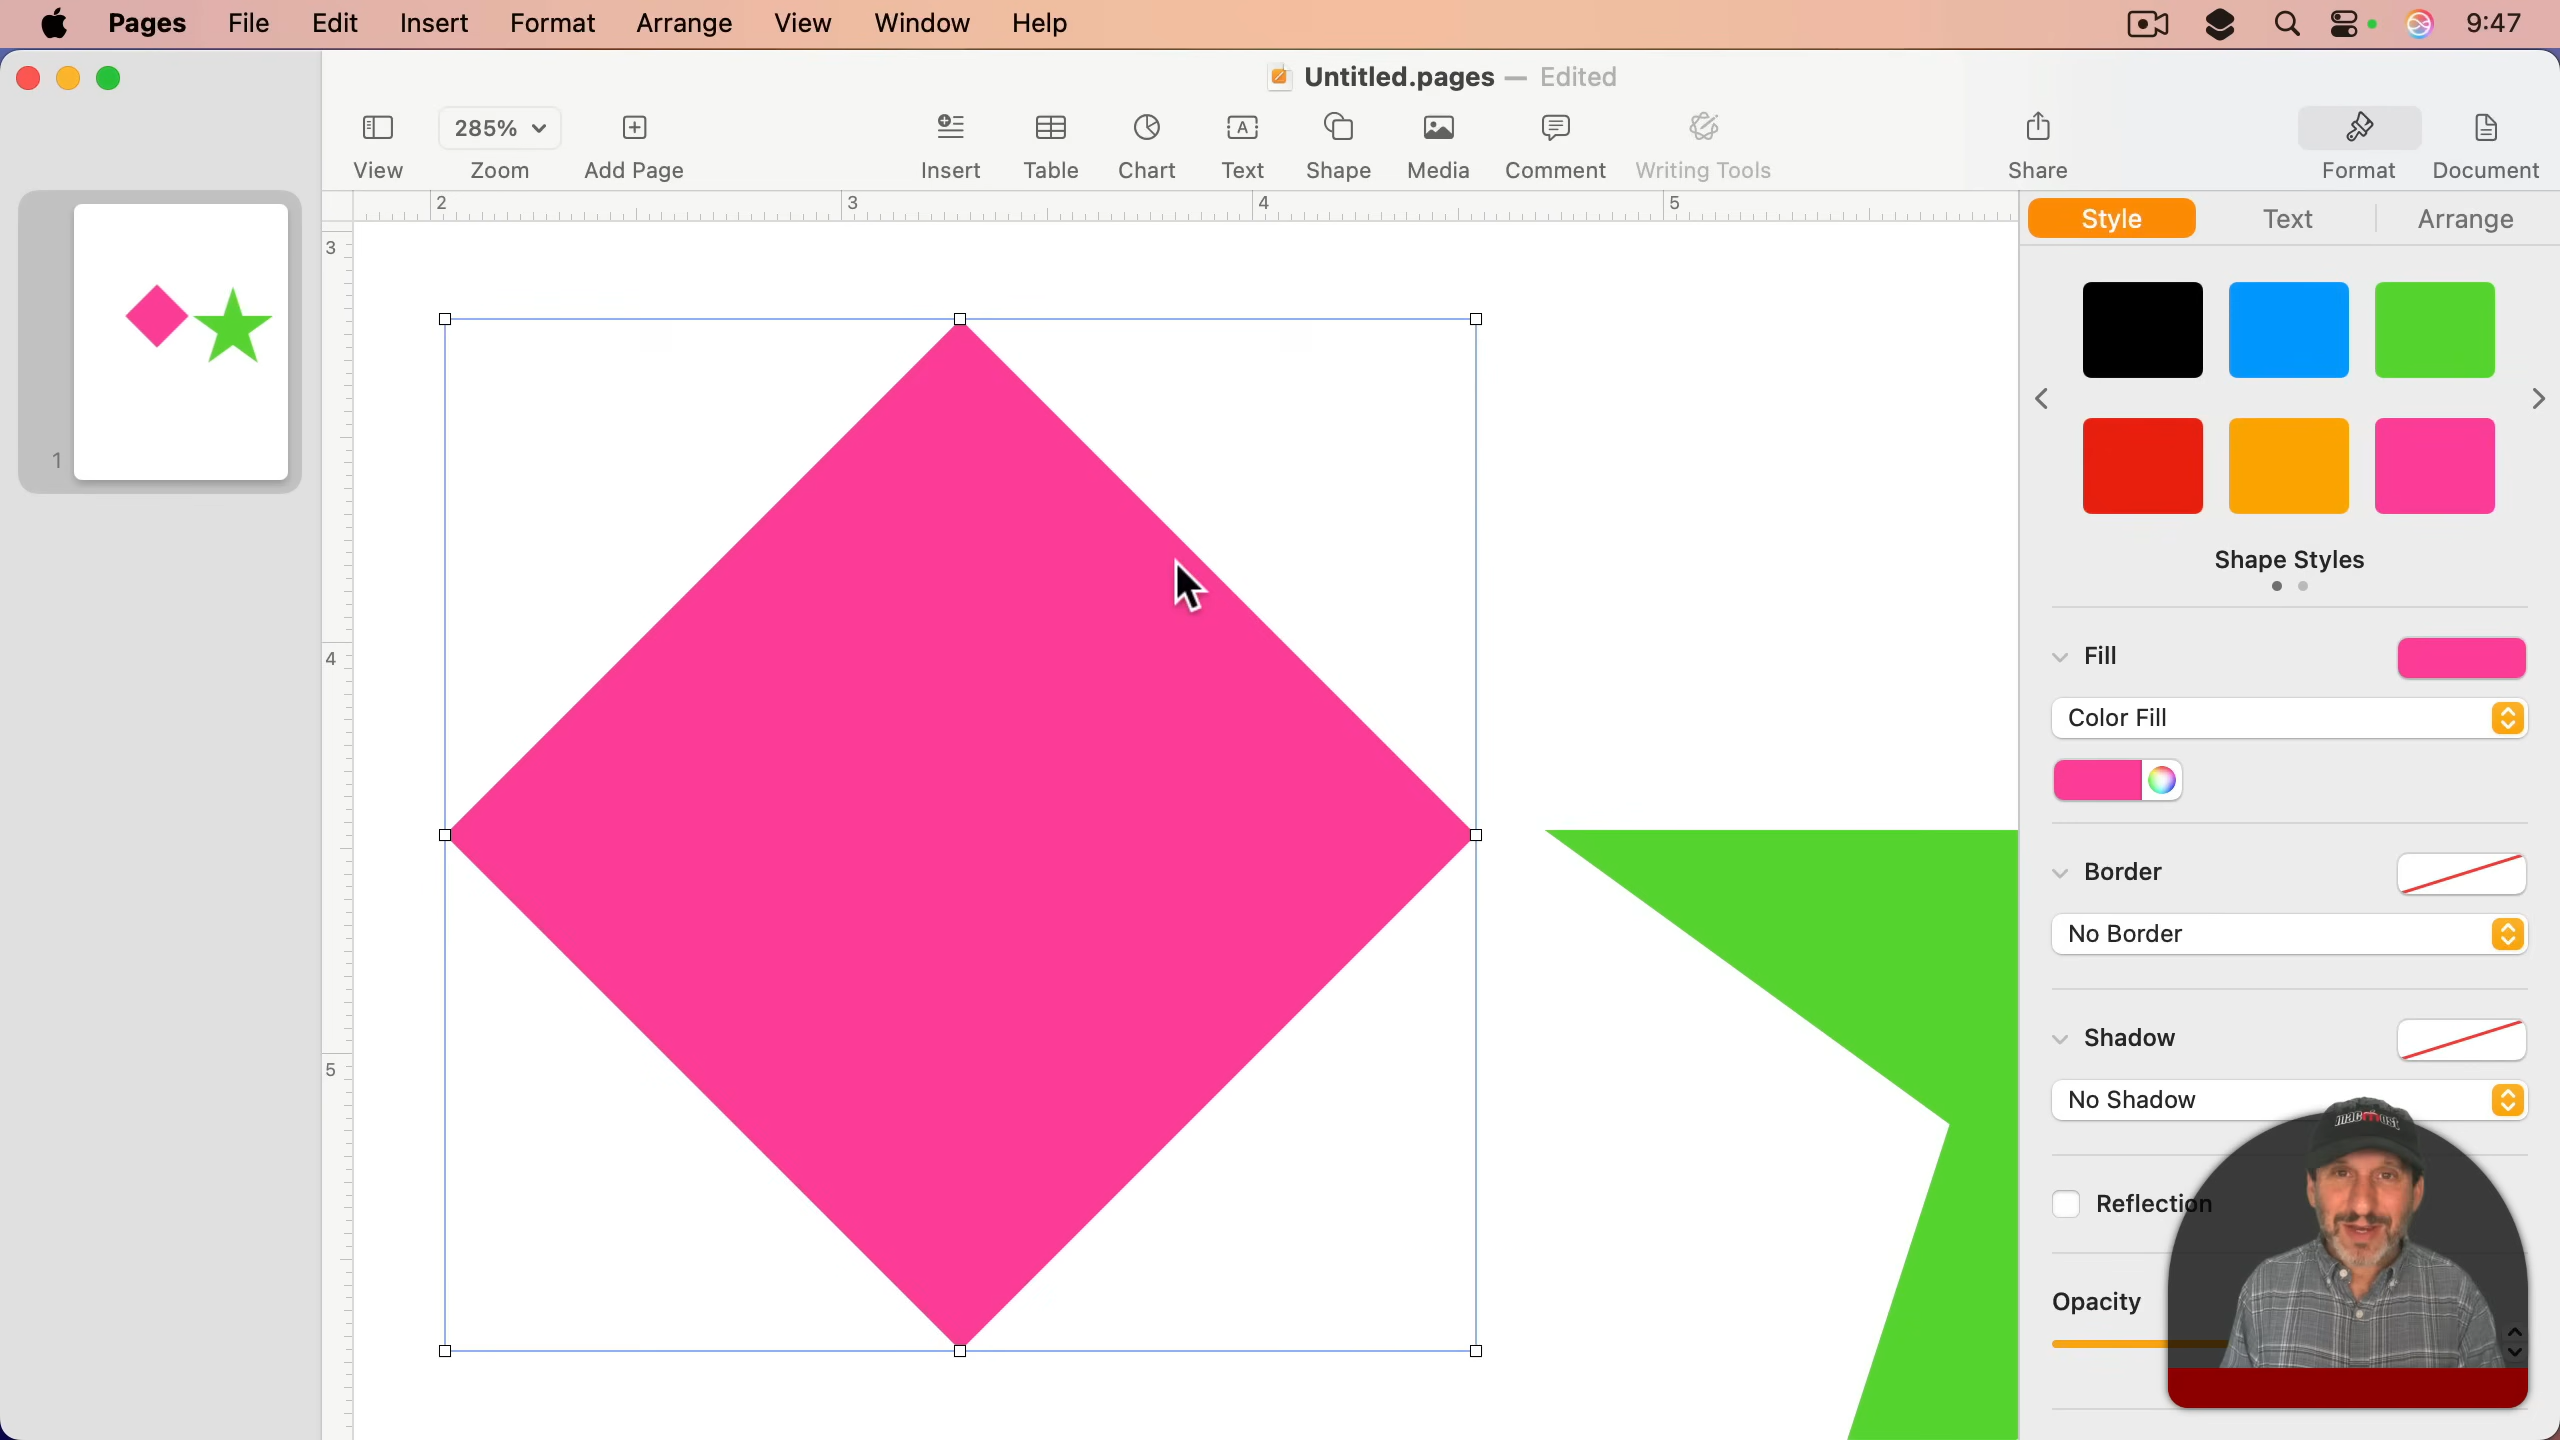 Pages File Edit Insert Format Arrange View Window Help 9:47
Untitled.pages — Edited
285%
View Zoom Add Page Insert Table Chart Text Shape Media Comment Writing Tools Share Format Document
2 3 4 5
Style Text Arrange
3
4
5
1
Shape Styles
Fill
Color Fill
Border
No Border
Shadow
No Shadow
macmost
Reflection
Opacity